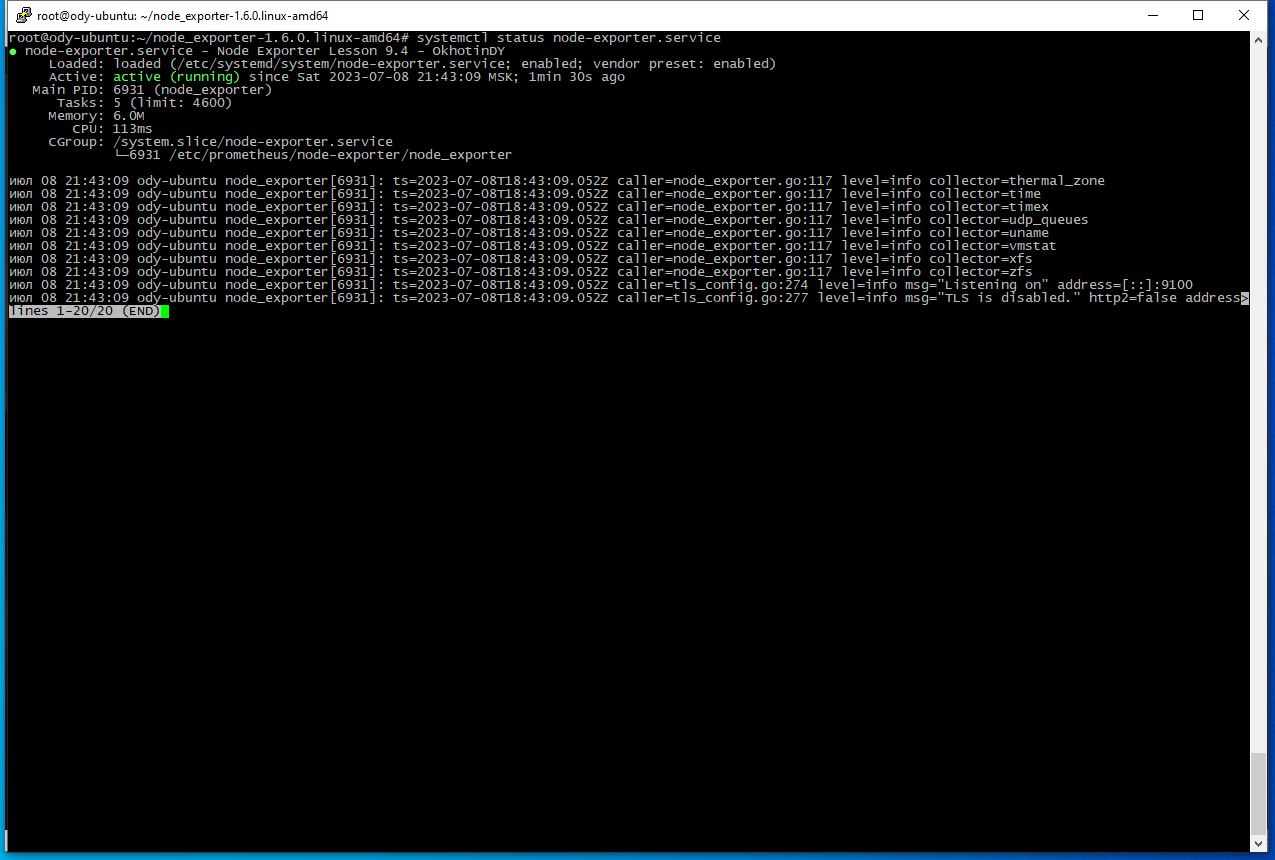 root@ody-ubuntu: ~/node_exporter-1.6.0.linux-amd64
root@ody-ubuntu:~/node_exporter-1.6.0.linux-amd64# systemctl status node-exporter.service
● node-exporter.service - Node Exporter Lesson 9.4 - OkhotinDY
Loaded: loaded (/etc/systemd/system/node-exporter.service; enabled; vendor preset: enabled)
Active: active (running) since Sat 2023-07-08 21:43:09 MSK; 1min 30s ago
Main PID: 6931 (node_exporter)
Tasks: 5 (limit: 4600)
Memory: 6.0M
CPU: 113ms
CGroup: /system.slice/node-exporter.service
└─6931 /etc/prometheus/node-exporter/node_exporter
июл 08 21:43:09 ody-ubuntu node_exporter[6931]: ts=2023-07-08T18:43:09.052Z caller=node_exporter.go:117 level=info collector=thermal_zone
июл 08 21:43:09 ody-ubuntu node_exporter[6931]: ts=2023-07-08T18:43:09.052Z caller=node_exporter.go:117 level=info collector=time
июл 08 21:43:09 ody-ubuntu node_exporter[6931]: ts=2023-07-08T18:43:09.052Z caller=node_exporter.go:117 level=info collector=timex
июл 08 21:43:09 ody-ubuntu node_exporter[6931]: ts=2023-07-08T18:43:09.052Z caller=node_exporter.go:117 level=info collector=udp_queues
июл 08 21:43:09 ody-ubuntu node_exporter[6931]: ts=2023-07-08T18:43:09.052Z caller=node_exporter.go:117 level=info collector=uname
июл 08 21:43:09 ody-ubuntu node_exporter[6931]: ts=2023-07-08T18:43:09.052Z caller=node_exporter.go:117 level=info collector=vmstat
июл 08 21:43:09 ody-ubuntu node_exporter[6931]: ts=2023-07-08T18:43:09.052Z caller=node_exporter.go:117 level=info collector=xfs
июл 08 21:43:09 ody-ubuntu node_exporter[6931]: ts=2023-07-08T18:43:09.052Z caller=node_exporter.go:117 level=info collector=zfs
июл 08 21:43:09 ody-ubuntu node_exporter[6931]: ts=2023-07-08T18:43:09.052Z caller=tls_config.go:274 level=info msg="Listening on" address=[::]:9100
июл 08 21:43:09 ody-ubuntu node_exporter[6931]: ts=2023-07-08T18:43:09.052Z caller=tls_config.go:277 level=info msg="TLS is disabled." http2=false address>
lines 1-20/20 (END)